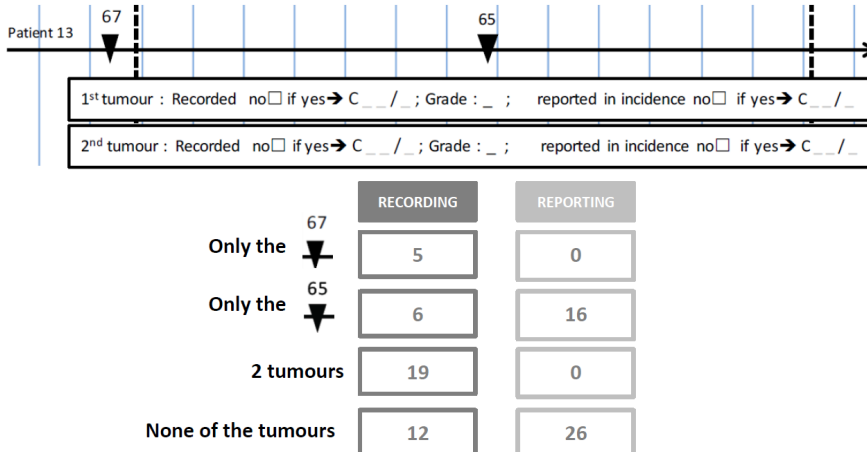 67
65
Patient 13
1st tumour : Recorded no☐ if yes➔ C _ _ / _ ; Grade : _ ; reported in incidence no☐ if yes➔ C _ _ / _
2nd tumour : Recorded no☐ if yes➔ C _ _ / _ ; Grade : _ ; reported in incidence no☐ if yes➔ C _ _ / _
RECORDING REPORTING
Only the 67 5 0
Only the 65 6 16
2 tumours 19 0
None of the tumours 12 26